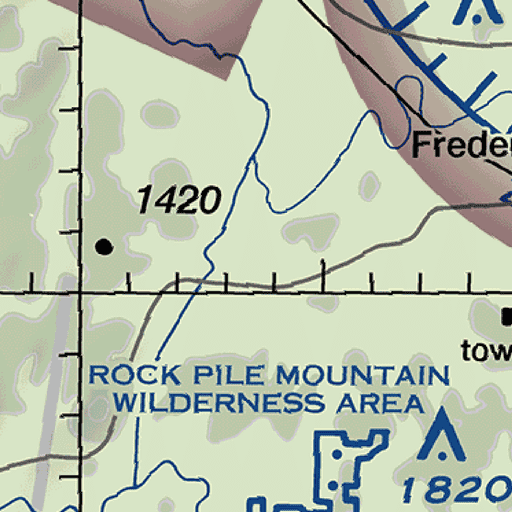 Freder
1420
tow
ROCK PILE MOUNTAIN
WILDERNESS AREA
1820